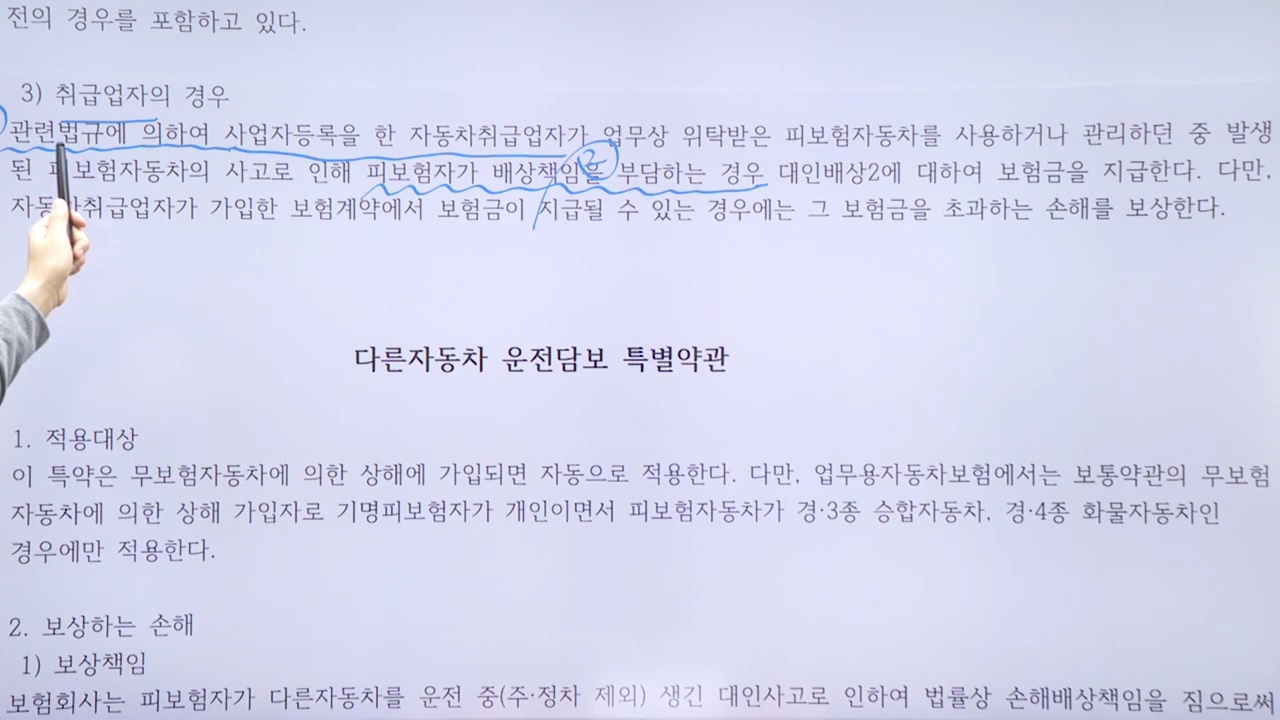 전의 경우를 포함하고 있다.
3) 취급업자의 경우
관련법규에 의하여 사업자등록을 한 자동차취급업자가 업무상 위탁받은 피보험자동차를 사용하거나 관리하던 중 발생
②
된 피보험자동차의 사고로 인해 피보험자가 배상책임을 부담하는 경우 대인배상2에 대하여 보험금을 지급한다. 다만,
자동차취급업자가 가입한 보험계약에서 보험금이 지급될 수 있는 경우에는 그 보험금을 초과하는 손해를 보상한다.
다른자동차 운전담보 특별약관
1. 적용대상
이 특약은 무보험자동차에 의한 상해에 가입되면 자동으로 적용한다. 다만, 업무용자동차보험에서는 보통약관의 무보험
자동차에 의한 상해 가입자로 기명피보험자가 개인이면서 피보험자동차가 경·3종 승합자동차, 경·4종 화물자동차인
경우에만 적용한다.
2. 보상하는 손해
1) 보상책임
보험회사는 피보험자가 다른자동차를 운전 중(주·정차 제외) 생긴 대인사고로 인하여 법률상 손해배상책임을 짐으로써